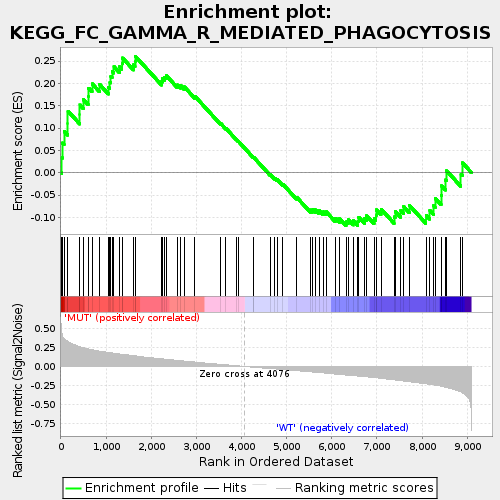 Enrichment plot:
KEGG_FC_GAMMA_R_MEDIATED_PHAGOCYTOSIS
Enrichment score (ES)
0.25
0.20
0.15
0.10
0.05
0.00
-0.05
-0.10
Ranked list metric (Signal2Noise)
'MUT' (positively correlated)
0.50
0.25
0.00
-0.25
-0.50
-0.75
Zero cross at 4076
'WT' (negatively correlated)
0
1,000
2,000
3,000
4,000
5,000
6,000
7,000
8,000
9,000
Rank in Ordered Dataset
Enrichment profile
Hits
Ranking metric scores